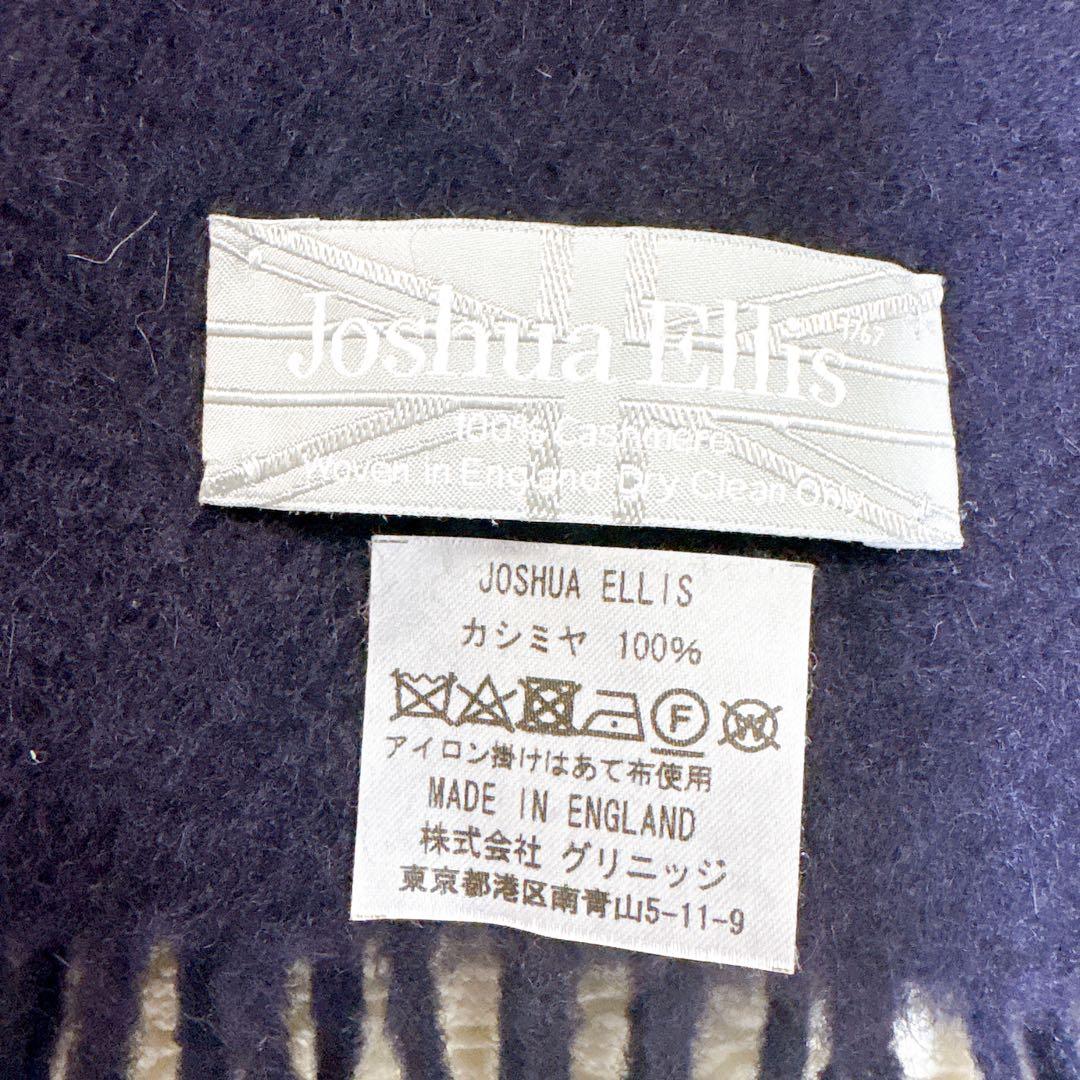 Joshua Ellis
7767
100% Cashmere
Woven in England Dry Clean Only
JOSHUA ELLIS
カシミヤ 100%
F W
アイロン掛けはあて布使用
MADE IN ENGLAND
株式会社 グリニッジ
東京都港区南青山5-11-9